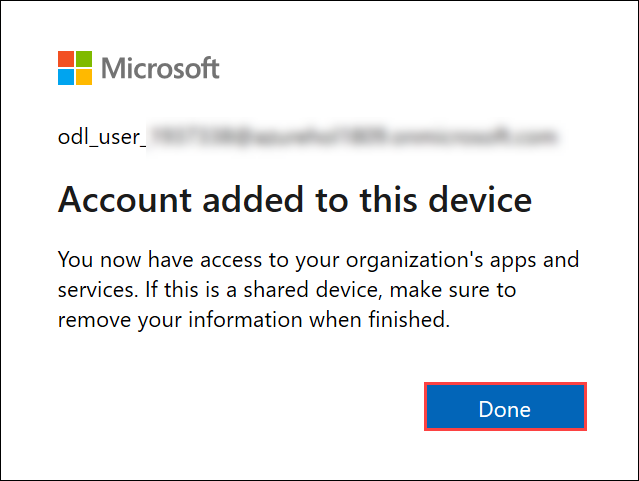 Microsoft
odl_user_
Account added to this device
You now have access to your organization's apps and
services. If this is a shared device, make sure to
remove your information when finished.
Done